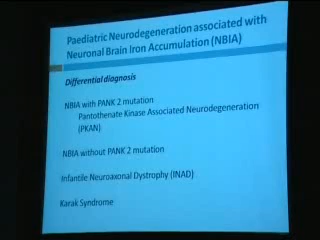 Paediatric Neurodegeneration associated with
Neuronal Brain Iron Accumulation (NBIA)
Differential diagnosis
NBIA with PANK 2 mutation
Pantothenate Kinase Associated Neurodegeneration
(PKAN)
NBIA without PANK 2 mutation
Infantile Neuroaxonal Dystrophy (INAD)
Karak Syndrome